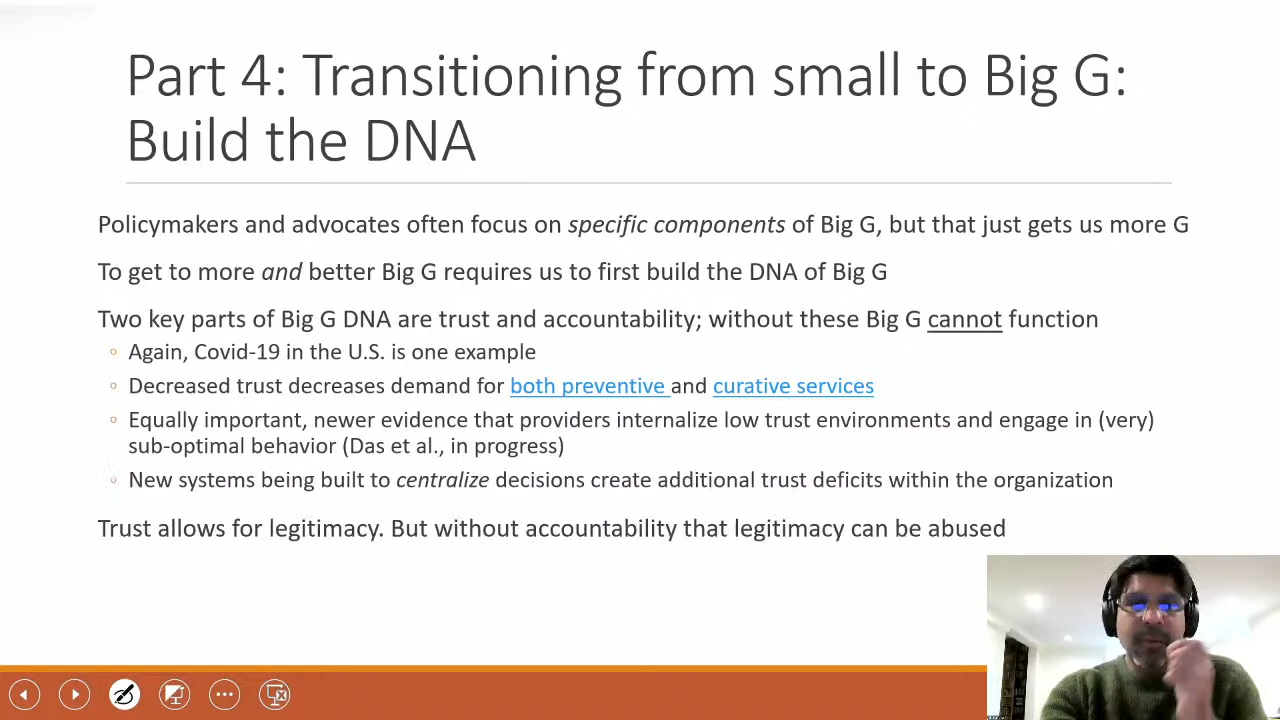 Part 4: Transitioning from small to Big G:
Build the DNA
Policymakers and advocates often focus on specific components of Big G, but that just gets us more G
To get to more and better Big G requires us to first build the DNA of Big G
Two key parts of Big G DNA are trust and accountability; without these Big G cannot function
◦ Again, Covid-19 in the U.S. is one example
◦ Decreased trust decreases demand for both preventive and curative services
◦ Equally important, newer evidence that providers internalize low trust environments and engage in (very)
sub-optimal behavior (Das et al., in progress)
◦ New systems being built to centralize decisions create additional trust deficits within the organization
Trust allows for legitimacy. But without accountability that legitimacy can be abused